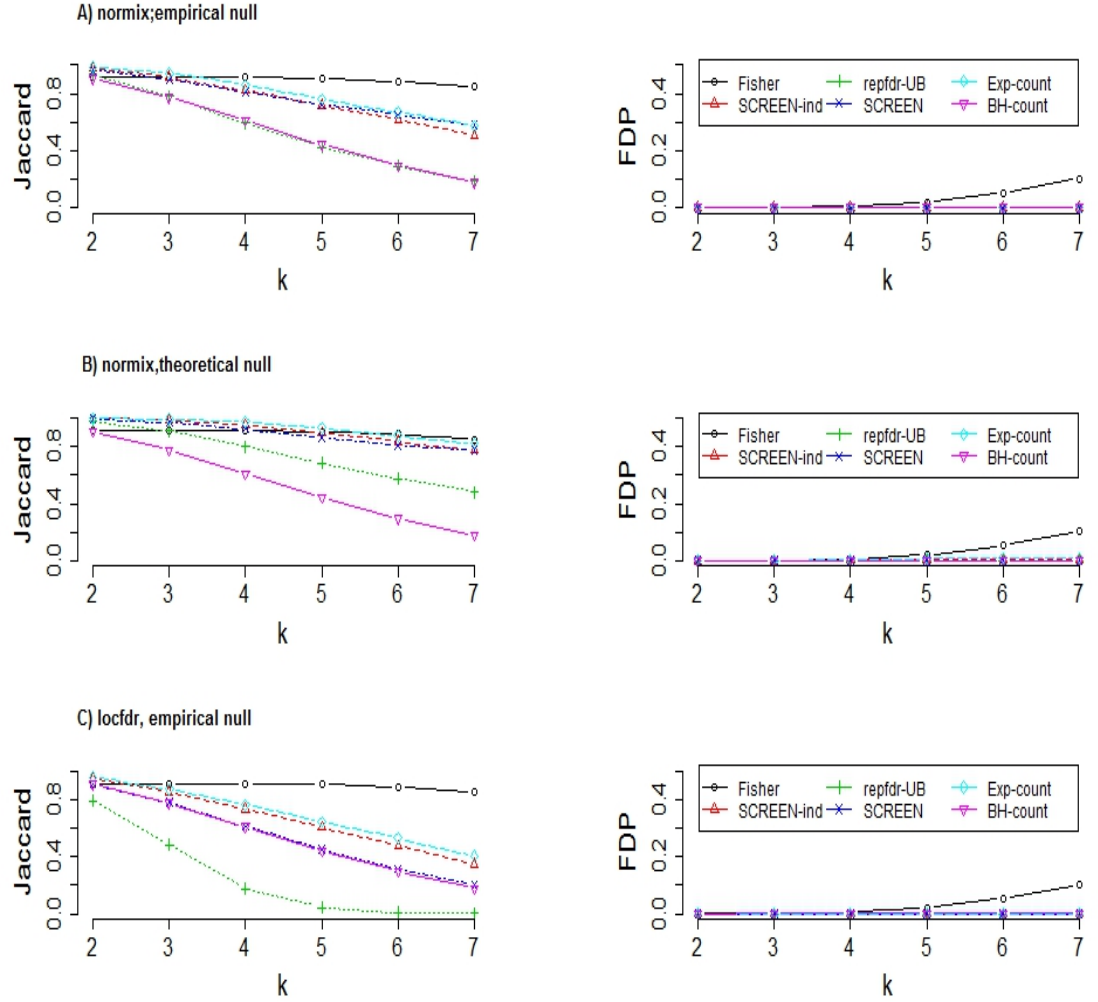 A) normix;empirical null
Jaccard
0.0 0.4 0.8
2 3 4 5 6 7
k
FDP
0.0 0.2 0.4
Fisher repfdr-UB Exp-count
SCREEN-ind SCREEN BH-count
2 3 4 5 6 7
k
B) normix,theoretical null
Jaccard
0.0 0.4 0.8
2 3 4 5 6 7
k
FDP
0.0 0.2 0.4
Fisher repfdr-UB Exp-count
SCREEN-ind SCREEN BH-count
2 3 4 5 6 7
k
C) locfdr, empirical null
Jaccard
0.0 0.4 0.8
2 3 4 5 6 7
k
FDP
0.0 0.2 0.4
Fisher repfdr-UB Exp-count
SCREEN-ind SCREEN BH-count
2 3 4 5 6 7
k